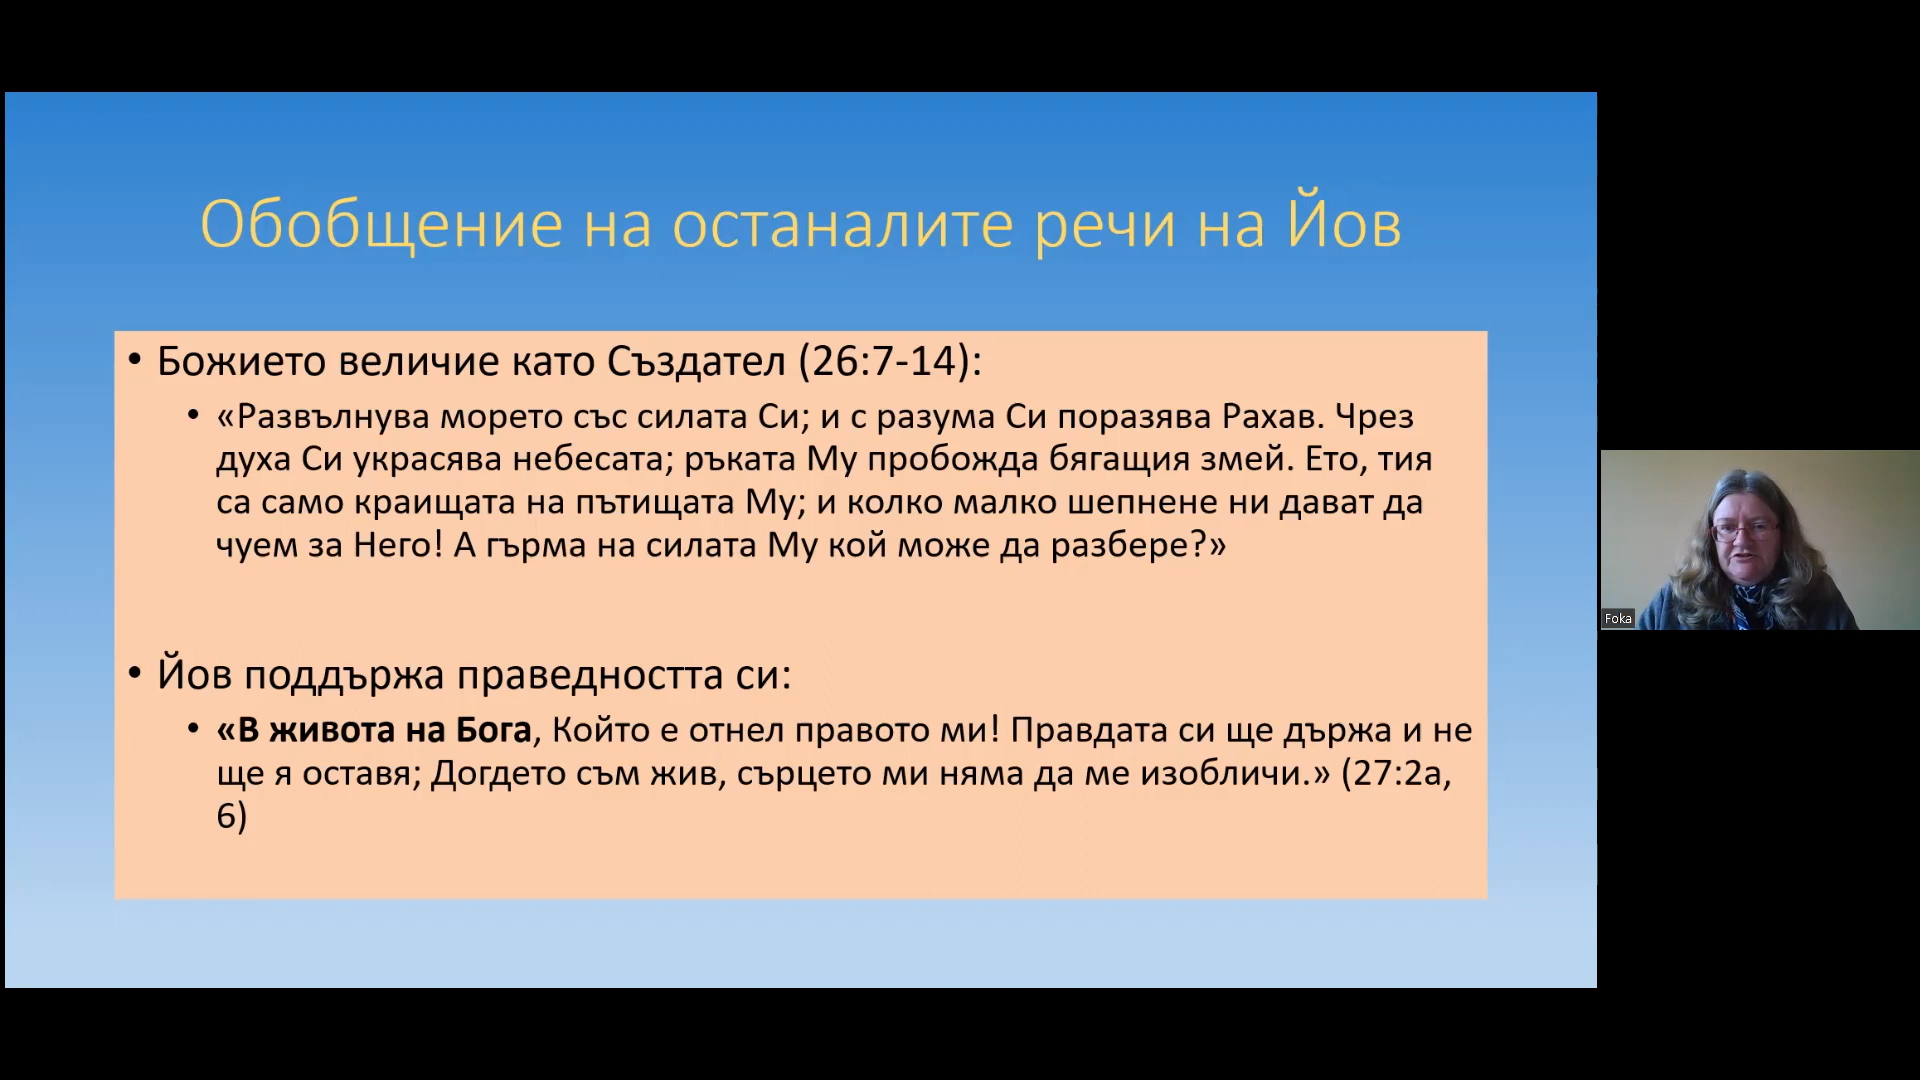 Обобщение на останалите речи на Йов
• Божието величие като Създател (26:7-14):
• «Развълнува морето със силата Си; и с разума Си поразява Рахав. Чрез
духа Си украсява небесата; ръката Му пробожда бягащия змей. Ето, тия
са само краищата на пътищата Му; и колко малко шепнене ни дават да
чуем за Него! А гърма на силата Му кой може да разбере?»
• Йов поддържа праведността си:
• «В живота на Бога, Който е отнел правото ми! Правдата си ще държа и не
ще я оставя; Догдето съм жив, сърцето ми няма да ме изобличи.» (27:2а,
6)
Foka